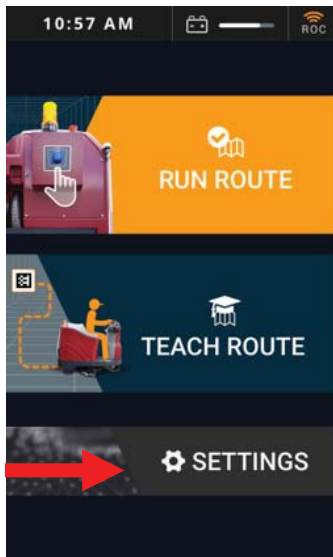 10:57 AM
ROC
RUN ROUTE
TEACH ROUTE
SETTINGS